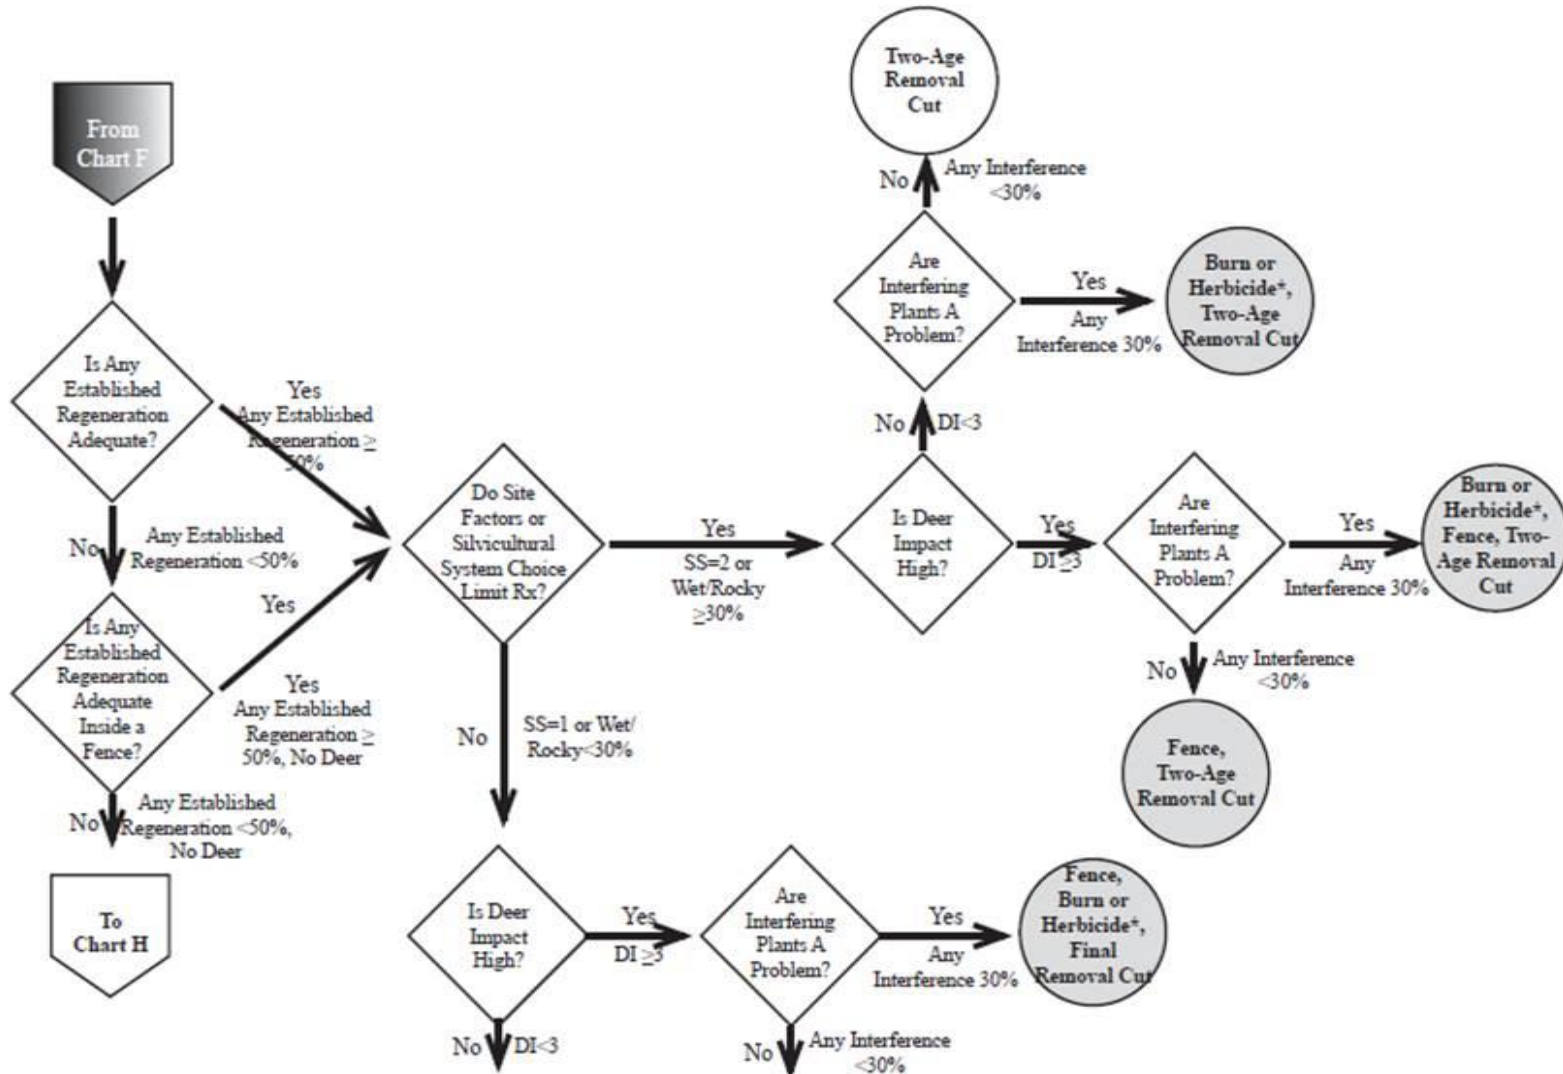 Two-Age
Removal
Cut
From
Chart F
No
Any Interference
<30%
Are
Interfering
Plants A
Problem?
Yes
Any
Interference 30%
Burn or
Herbicide*,
Two-Age
Removal Cut
Is Any
Established
Regeneration
Adequate?
Yes
Any Established
Regeneration ≥
50%
No
DI<3
Do Site
Factors or
Silvicultural
System Choice
Limit Rx?
Yes
SS=2 or
Wet/Rocky
≥30%
Is Deer
Impact
High?
Yes
DI ≥3
Are
Interfering
Plants A
Problem?
Yes
Any
Interference 30%
Burn or
Herbicide*,
Fence, Two-
Age Removal
Cut
No
Any Established
Regeneration <50%
Yes
Is Any
Established
Regeneration
Adequate
Inside a
Fence?
Yes
Any Established
Regeneration ≥
50%, No Deer
No
Any Interference
<30%
Fence,
Two-Age
Removal Cut
No
SS=1 or Wet/
Rocky<30%
No
Any Established
Regeneration <50%,
No Deer
To
Chart H
Is Deer
Impact
High?
Yes
DI ≥3
Are
Interfering
Plants A
Problem?
Yes
Any
Interference 30%
Fence,
Burn or
Herbicide*,
Final
Removal Cut
No
DI<3
No
Any Interference
<30%